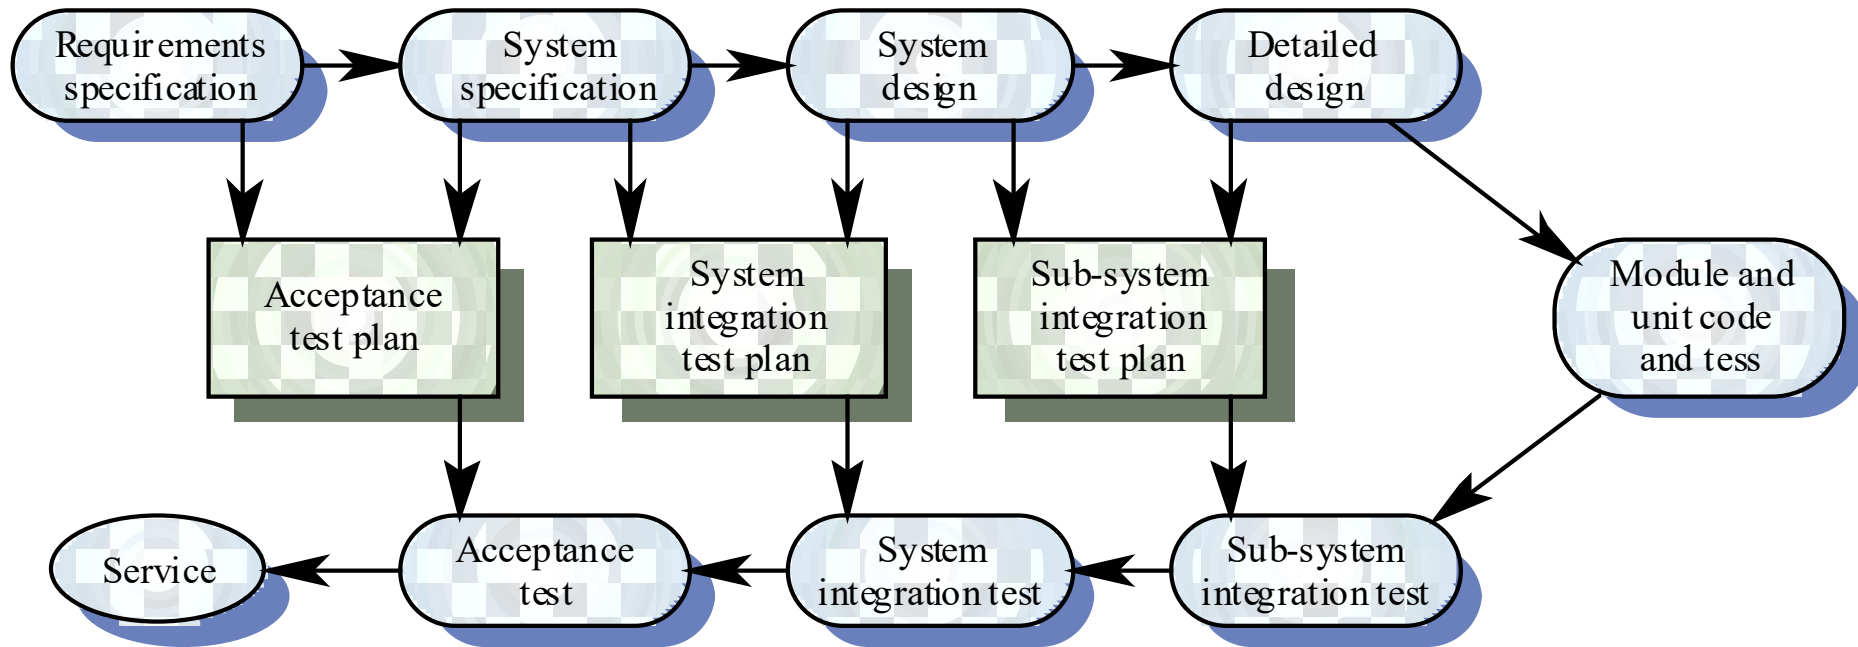 Requirements
specification
System
specification
System
design
Detailed
design
Acceptance
test plan
System
integration
test plan
Sub-system
integration
test plan
Module and
unit code
and tess
Service
Acceptance
test
System
integration test
Sub-system
integration test